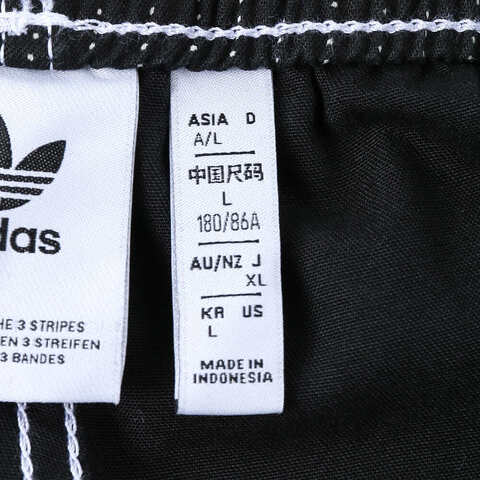 das
HE 3 STRIPES
EN 3 STREIFEN
3 BANDES
ASIA D
A/L
中国尺码
L
180/86A
AU/NZ J
XL
KR US
L
MADE IN
INDONESIA